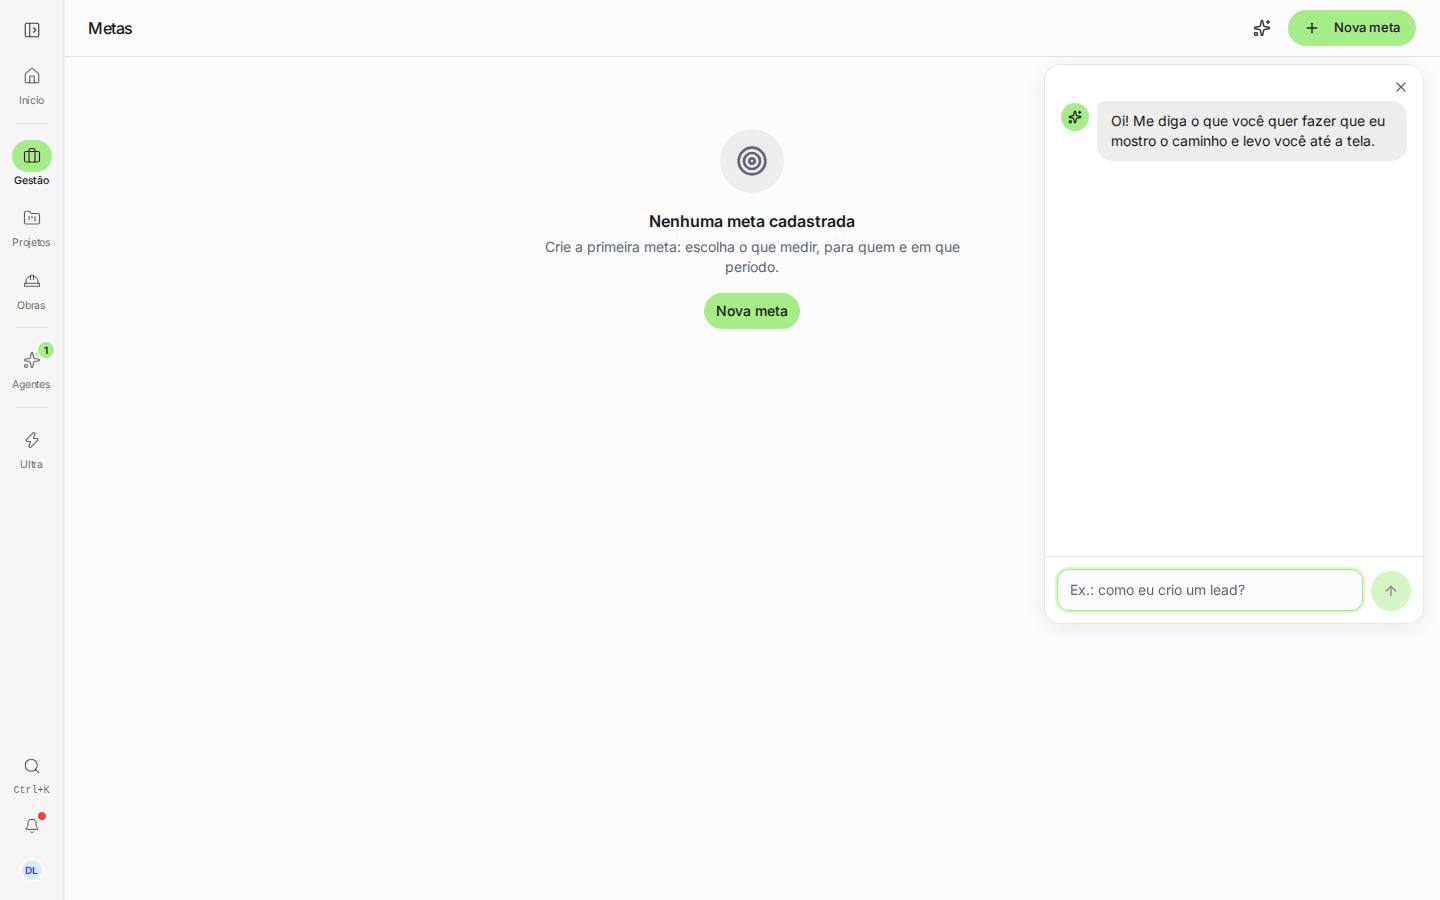 Metas
Nova meta
Início
Gestão
Projetos
Obras
1
Agentes
Ultra
Ctrl+K
DL
Nenhuma meta cadastrada
Crie a primeira meta: escolha o que medir, para quem e em que
período.
Nova meta
Oi! Me diga o que você quer fazer que eu
mostro o caminho e levo você até a tela.
Ex.: como eu crio um lead?